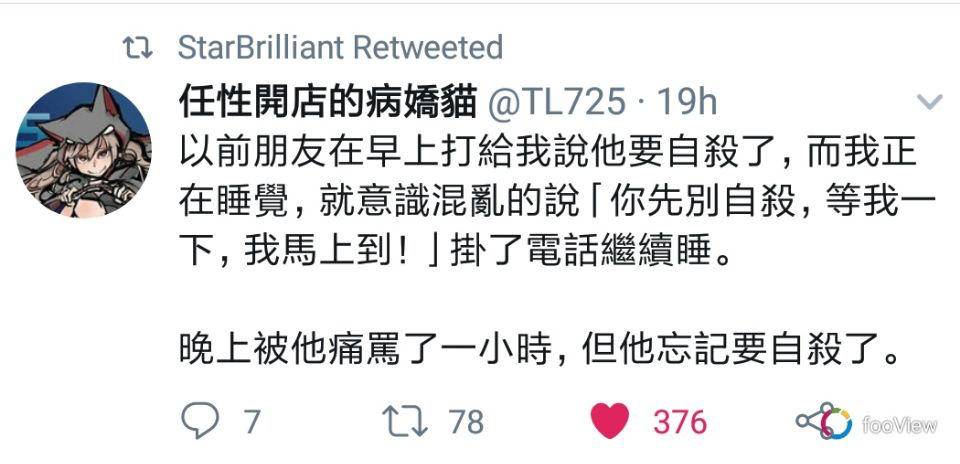 StarBrilliant Retweeted
任性開店的病嬌貓 @TL725 · 19h
以前朋友在早上打給我說他要自殺了，而我正
在睡覺，就意識混亂的說「你先別自殺，等我一
下，我馬上到！」掛了電話繼續睡。
晚上被他痛罵了一小時，但他忘記要自殺了。
7 78 376
fooView